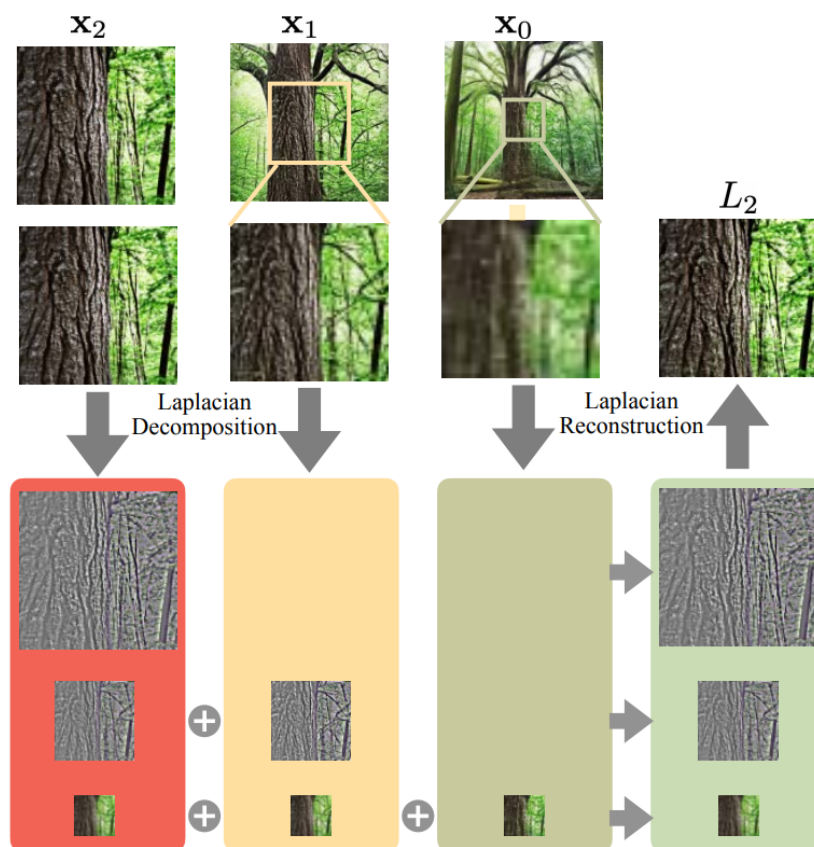 x₂
x₁
x₀
L₂
Laplacian
Decomposition
Laplacian
Reconstruction